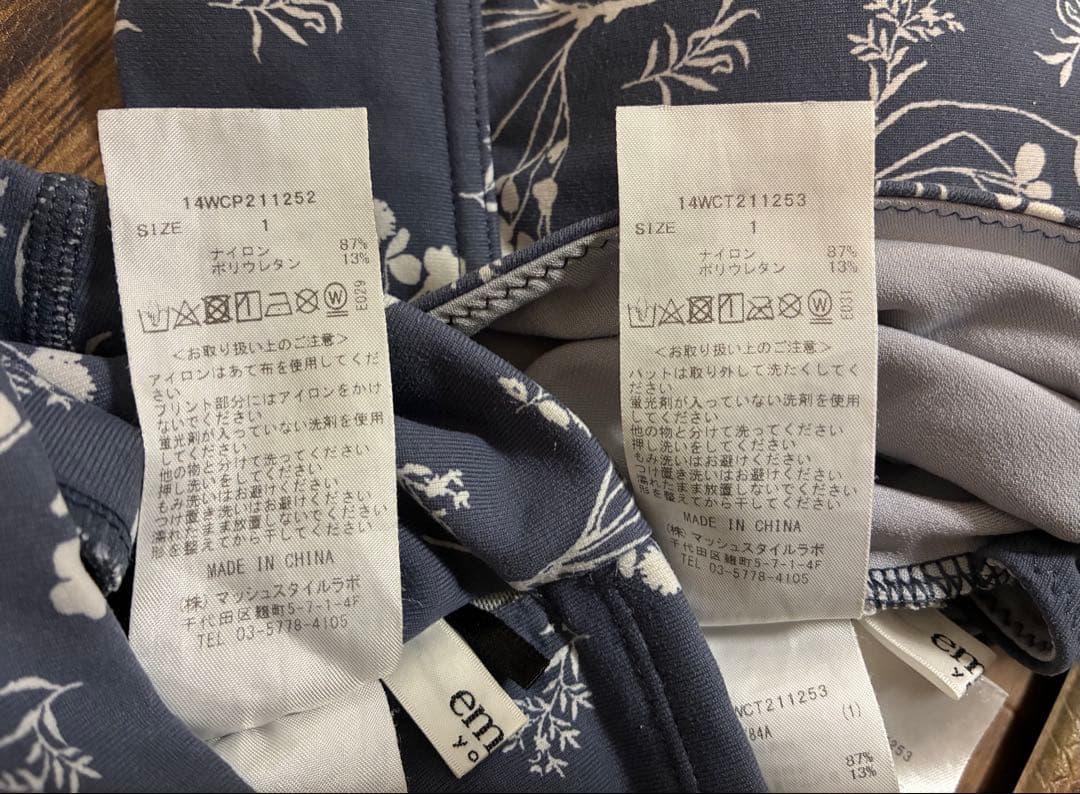 14WCP211252
SIZE 1
ナイロン 87%
ポリウレタン 13%
E029
<お取り扱い上のご注意>
アイロンはあて布を使用してくだ
さい
プリント部分にはアイロンをかけ
ないでください
蛍光剤が入っていない洗剤を使用
してください
他の物と分けて洗ってください
押し洗いをしてください
もみ洗いはお避けください
つけ置き洗いはお避けください
濡れたまま放置しないでください
形を整えてから干してください
MADE IN CHINA
(株)マッシュスタイルラボ
千代田区麹町5-7-1-4F
TEL 03-5778-4105
14WCT211253
SIZE 1
ナイロン 87%
ポリウレタン 13%
E031
<お取り扱い上のご注意>
パットは取り外して洗たくしてく
ださい
蛍光剤が入っていない洗剤を使用
してください
他の物と分けて洗ってください
押し洗いをしてください
もみ洗いはお避けください
つけ置き洗いはお避けください
濡れたまま放置しないでください
形を整えてから干してください
MADE IN CHINA
(株)マッシュスタイルラボ
千代田区麹町5-7-1-4F
TEL 03-5778-4105
em
yo
em
y
WCT211253
(1)
84A
87%
13%
253